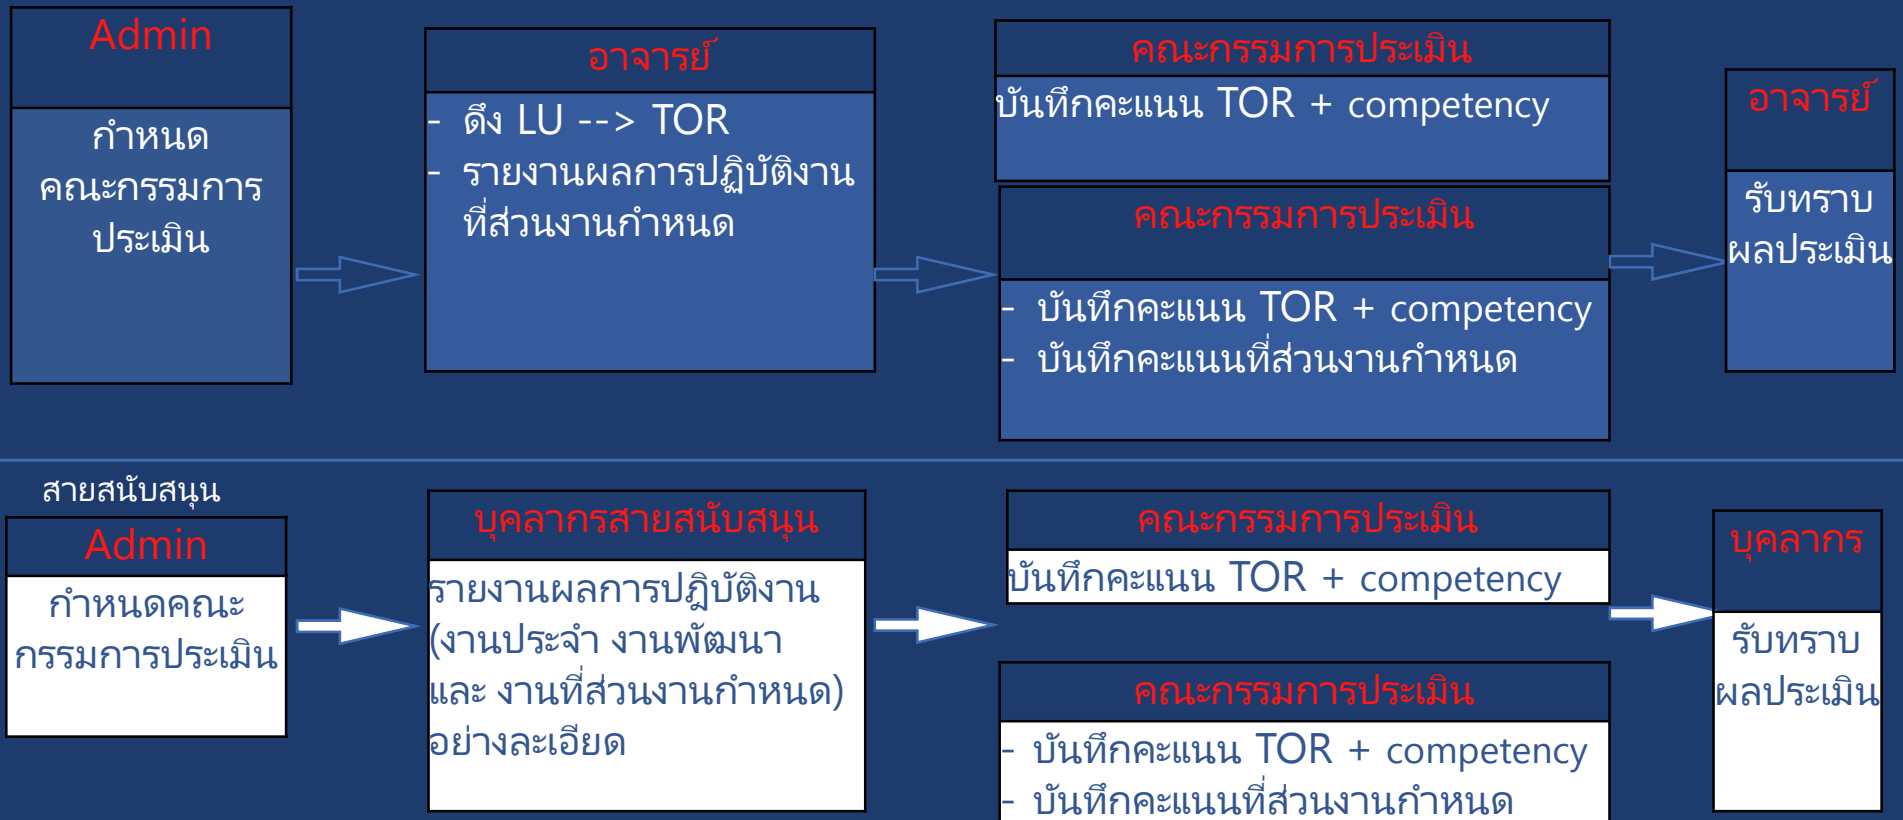 Admin
กำหนด
คณะกรรมการ
ประเมิน
อาจารย์
- ดึง LU --> TOR
- รายงานผลการปฏิบัติงาน
ที่ส่วนงานกำหนด
คณะกรรมการประเมิน
บันทึกคะแนน TOR + competency
คณะกรรมการประเมิน
- บันทึกคะแนน TOR + competency
- บันทึกคะแนนที่ส่วนงานกำหนด
อาจารย์
รับทราบ
ผลประเมิน
สายสนับสนุน
Admin
กำหนดคณะ
กรรมการประเมิน
บุคลากรสายสนับสนุน
รายงานผลการปฎิบัติงาน
(งานประจำ งานพัฒนา
และ งานที่ส่วนงานกำหนด)
อย่างละเอียด
คณะกรรมการประเมิน
บันทึกคะแนน TOR + competency
คณะกรรมการประเมิน
- บันทึกคะแนน TOR + competency
- บันทึกคะแนนที่ส่วนงานกำหนด
บุคลากร
รับทราบ
ผลประเมิน